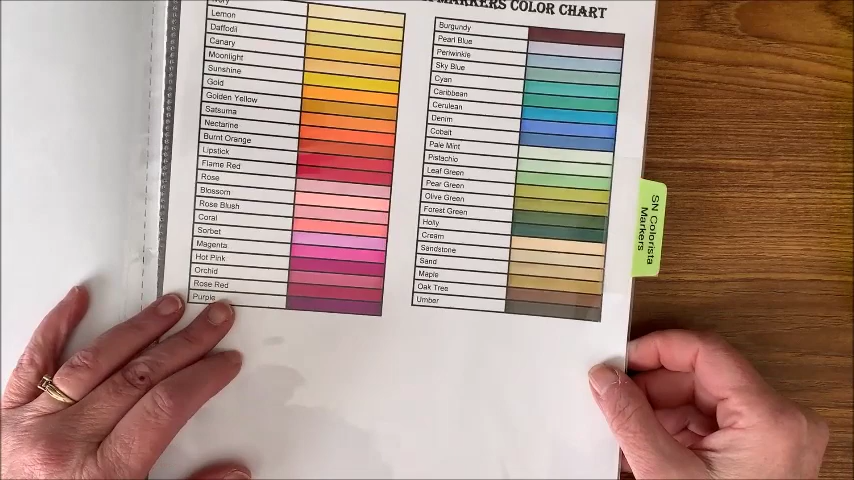 MARKERS COLOR CHART
Ivory
Lemon
Daffodil
Canary
Moonlight
Sunshine
Gold
Golden Yellow
Satsuma
Nectarine
Burnt Orange
Lipstick
Flame Red
Rose
Blossom
Rose Blush
Coral
Sorbet
Magenta
Hot Pink
Orchid
Rose Red
Purple
Burgundy
Pearl Blue
Periwinkle
Sky Blue
Cyan
Caribbean
Cerulean
Denim
Cobalt
Pale Mint
Pistachio
Leaf Green
Pear Green
Olive Green
Forest Green
Holly
Cream
Sandstone
Sand
Maple
Oak Tree
Umber
SN Colorista
Markers